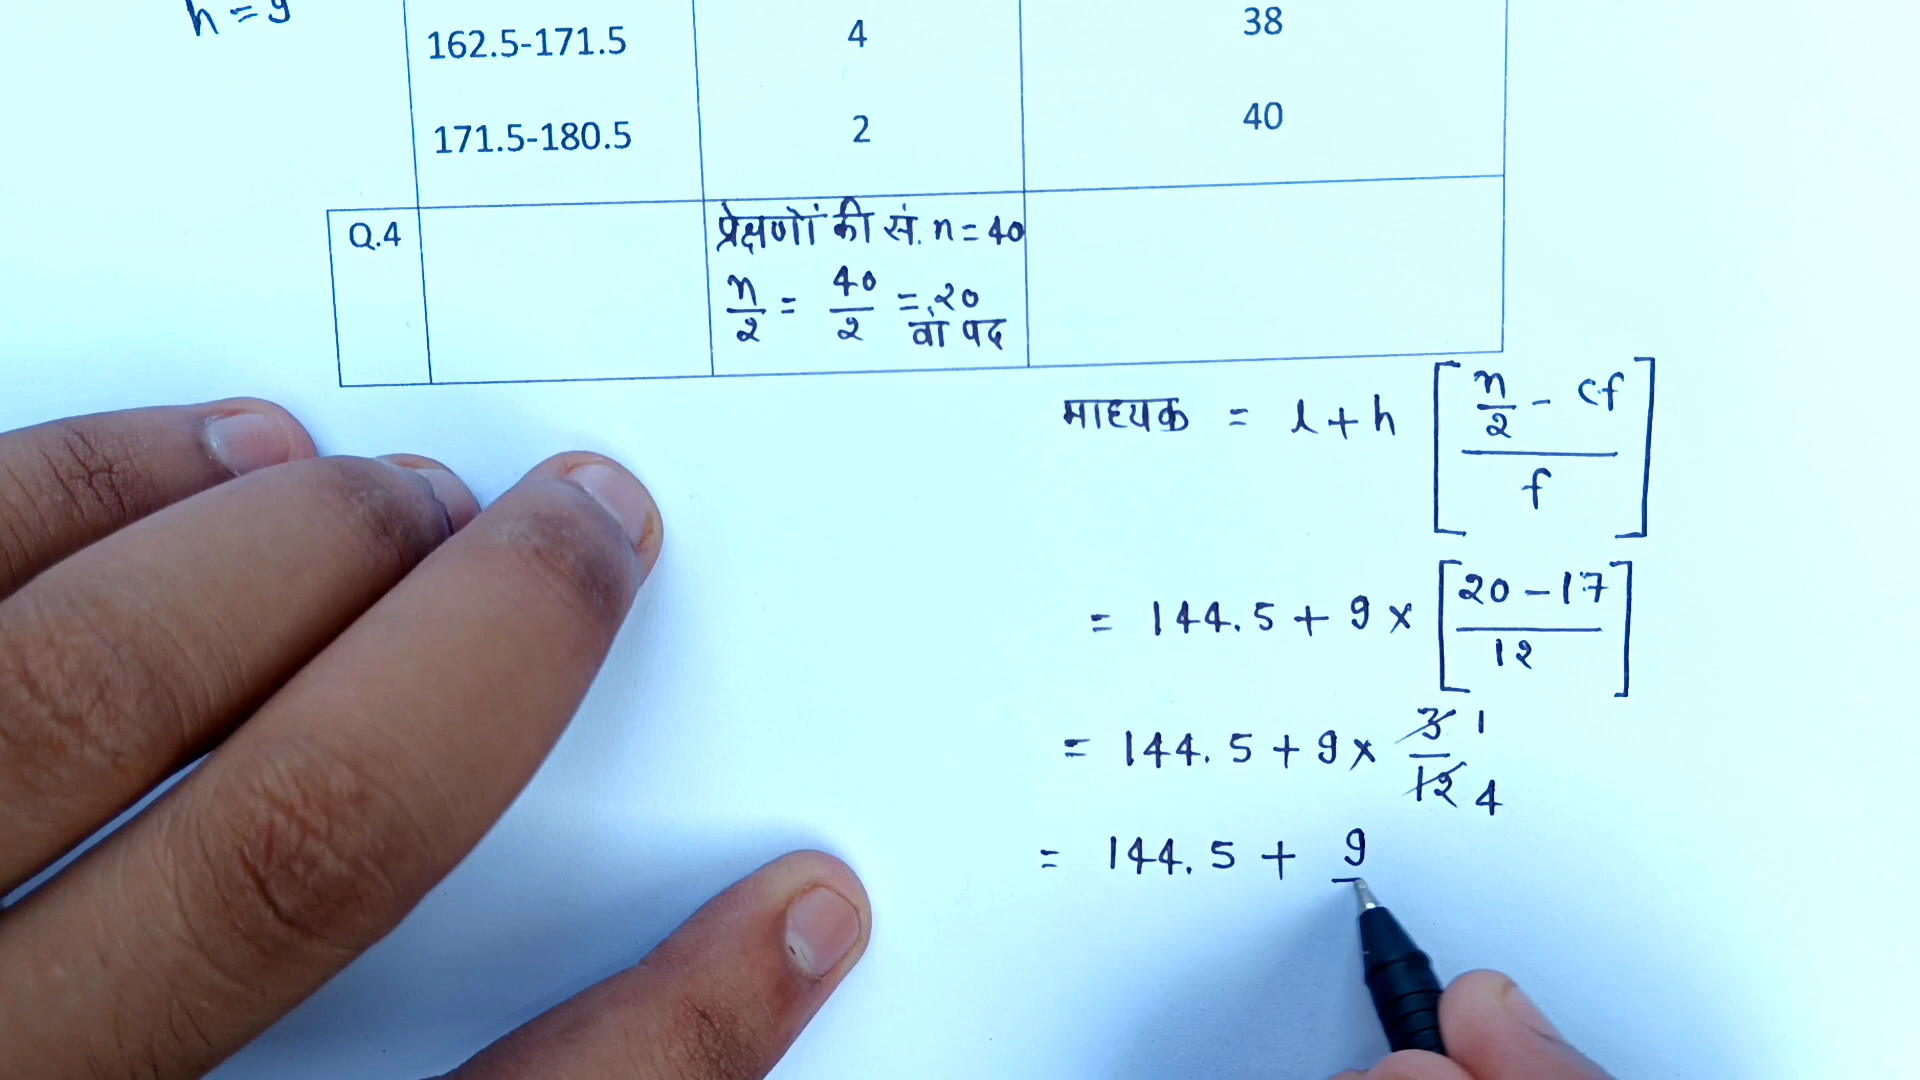 h = 9
162.5-171.5 4 38
171.5-180.5 2 40
Q.4 प्रेक्षणों की सं. n = 40
n/2 = 40/2 = 20 वां पद
माध्यक = l + h [ (n/2 - cf) / f ]
= 144.5 + 9 × [ (20 - 17) / 12 ]
= 144.5 + 9 × 3/12 1/4
= 144.5 + 9